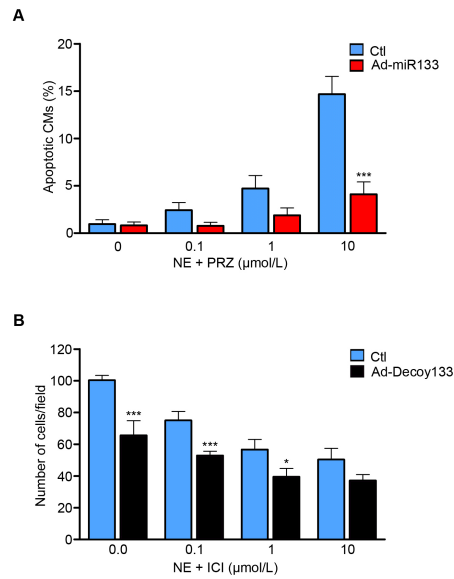 A
Ctl
Ad-miR133
Apoptotic CMs (%)
20
15
10
5
0
***
0 0.1 1 10
NE + PRZ (µmol/L)
B
Ctl
Ad-Decoy133
Number of cells/field
120
100
80
60
40
20
0
***
***
*
0.0 0.1 1 10
NE + ICI (µmol/L)